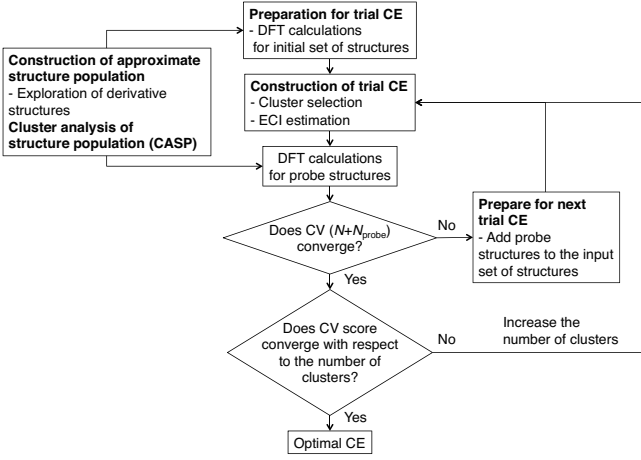 Preparation for trial CE
- DFT calculations
for initial set of structures
Construction of approximate
structure population
- Exploration of derivative
structures
Cluster analysis of
structure population (CASP)
Construction of trial CE
- Cluster selection
- ECI estimation
DFT calculations
for probe structures
Does CV (N+Nprobe)
converge?
No
Prepare for next
trial CE
- Add probe
structures to the input
set of structures
Yes
Does CV score
converge with respect
to the number of
clusters?
No
Increase the
number of clusters
Yes
Optimal CE